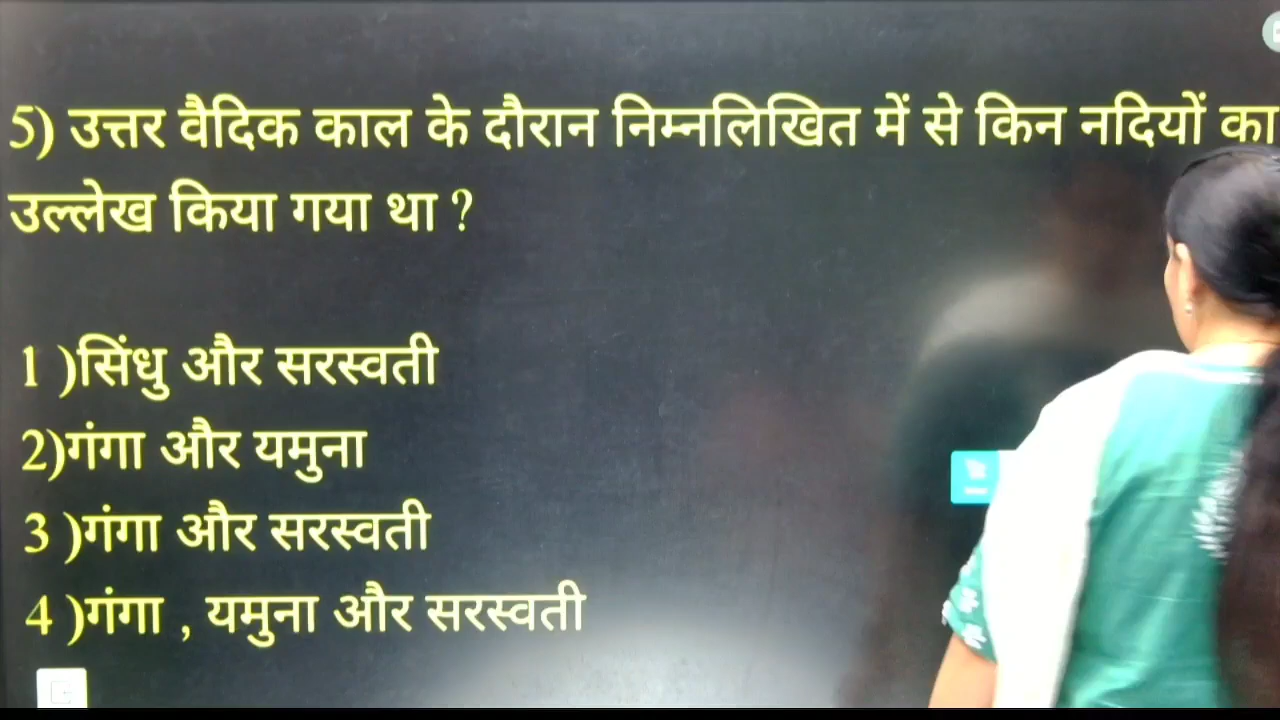 5) उत्तर वैदिक काल के दौरान निम्नलिखित में से किन नदियों का
उल्लेख किया गया था ?
1 )सिंधु और सरस्वती
2)गंगा और यमुना
3 )गंगा और सरस्वती
4 )गंगा , यमुना और सरस्वती